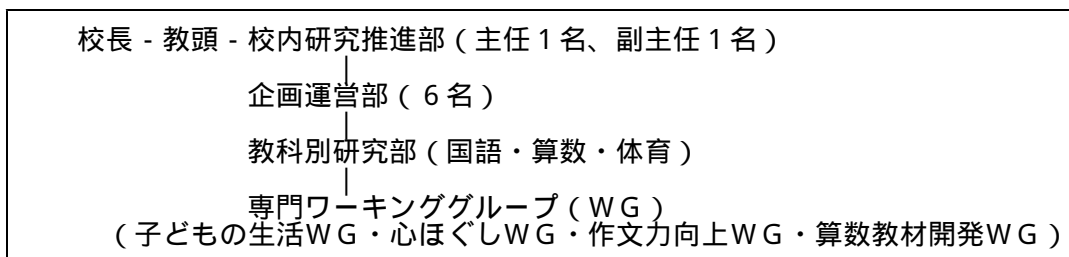 校長 - 教頭 - 校内研究推進部（主任1名、副主任1名）
企画運営部（6名）
教科別研究部（国語・算数・体育）
専門ワーキンググループ（WG）
（子どもの生活WG・心ほぐしWG・作文力向上WG・算数教材開発WG）